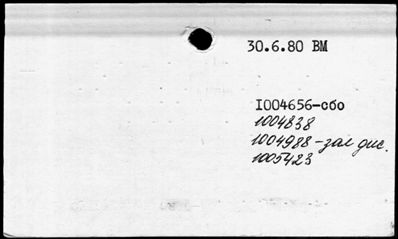 30.6.80 ВМ
I004656-сбо
1004838
1004988 - зал дис.
1005423